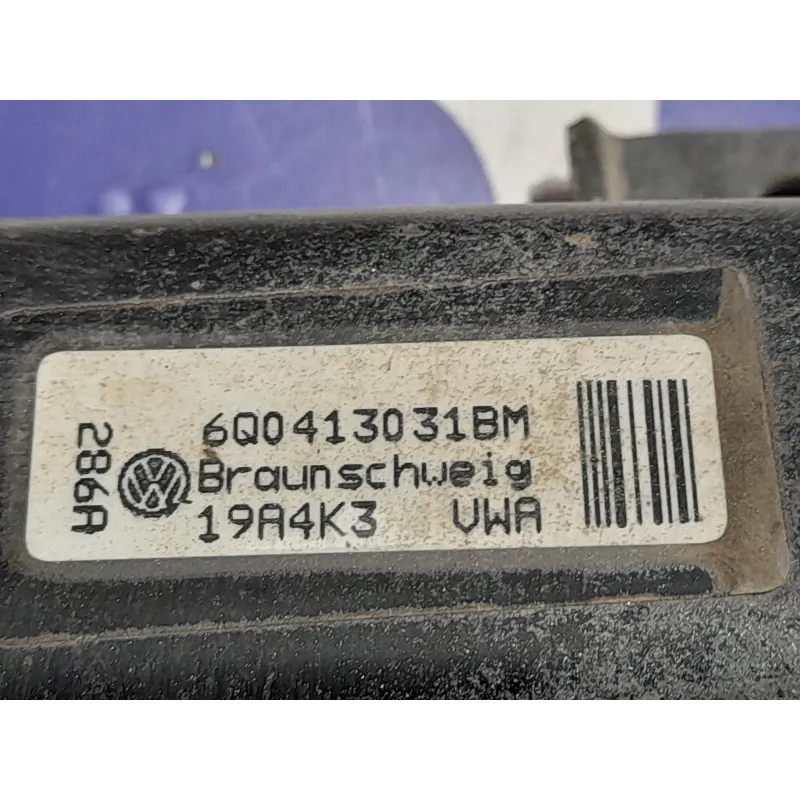 286A
6Q0413031BM
Braunschweig
19A4K3 VWA